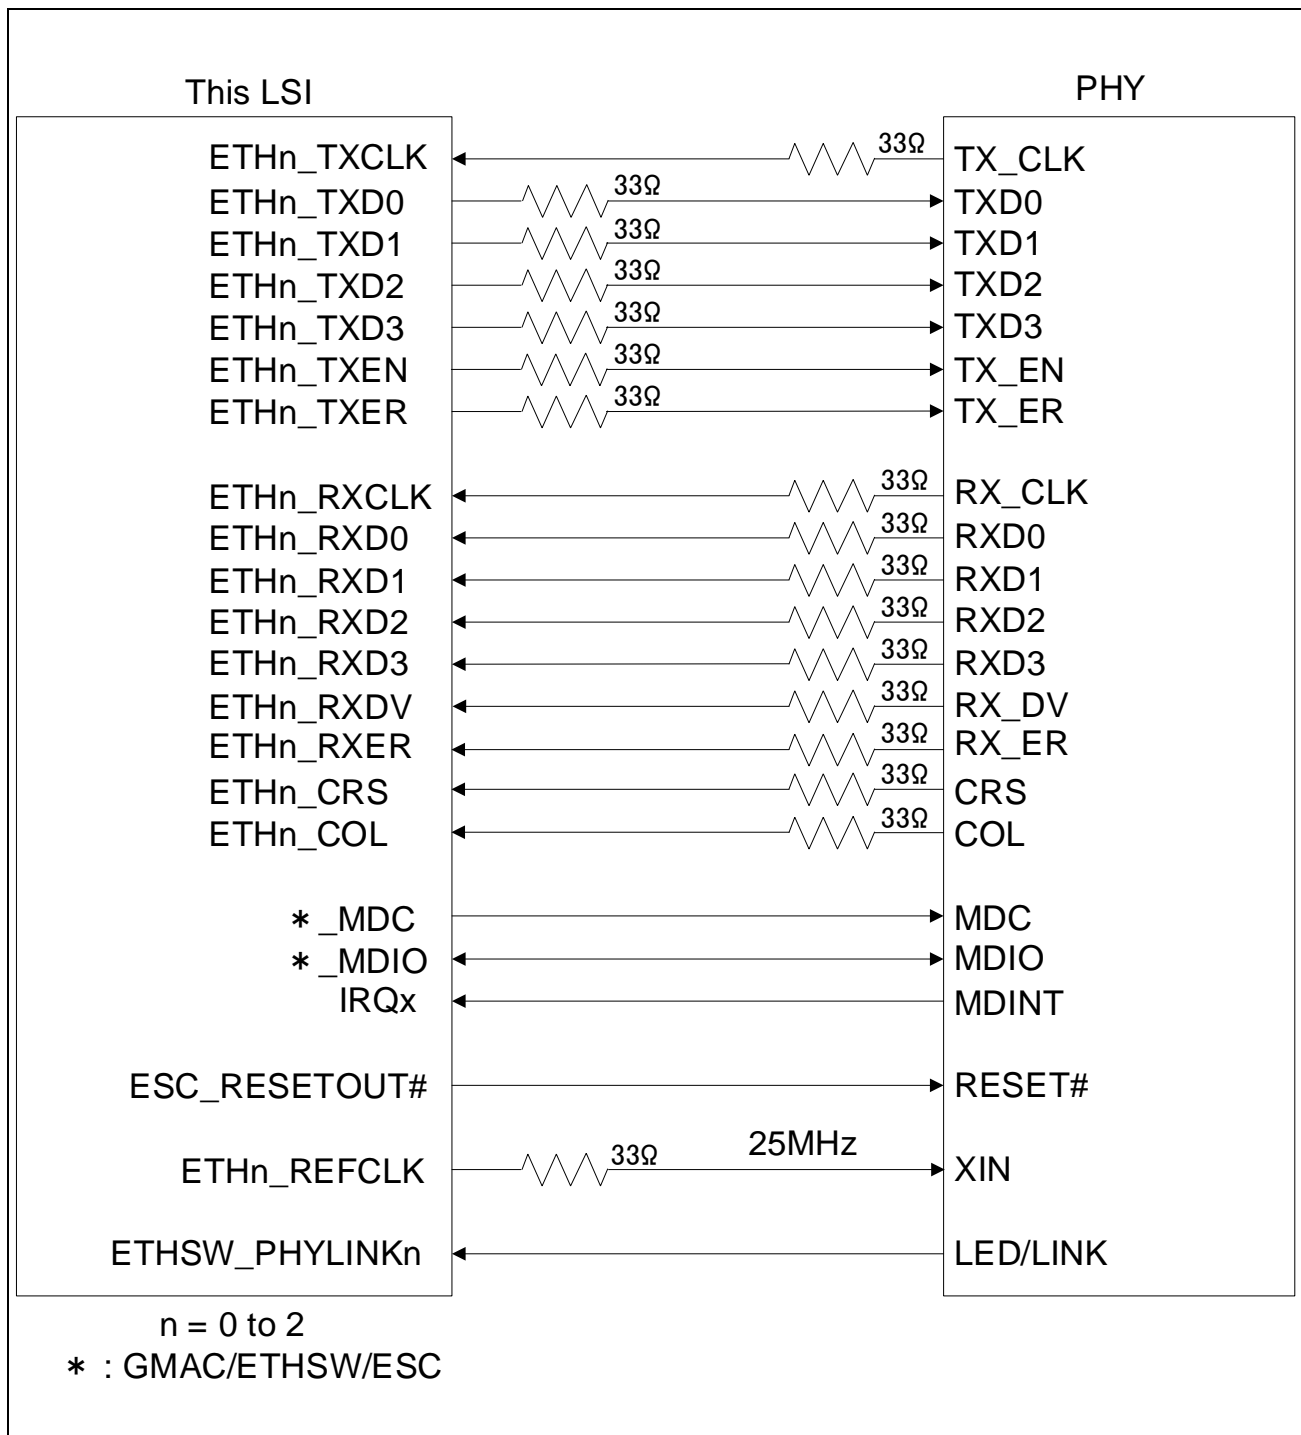 This LSI PHY
ETHn_TXCLK 33Ω TX_CLK
ETHn_TXD0 33Ω TXD0
ETHn_TXD1 33Ω TXD1
ETHn_TXD2 33Ω TXD2
ETHn_TXD3 33Ω TXD3
ETHn_TXEN 33Ω TX_EN
ETHn_TXER 33Ω TX_ER
ETHn_RXCLK 33Ω RX_CLK
ETHn_RXD0 33Ω RXD0
ETHn_RXD1 33Ω RXD1
ETHn_RXD2 33Ω RXD2
ETHn_RXD3 33Ω RXD3
ETHn_RXDV 33Ω RX_DV
ETHn_RXER 33Ω RX_ER
ETHn_CRS 33Ω CRS
ETHn_COL 33Ω COL
*_MDC MDC
*_MDIO MDIO
IRQx MDINT
ESC_RESETOUT# RESET#
ETHn_REFCLK 33Ω 25MHz XIN
ETHSW_PHYLINKn LED/LINK
n = 0 to 2
* : GMAC/ETHSW/ESC